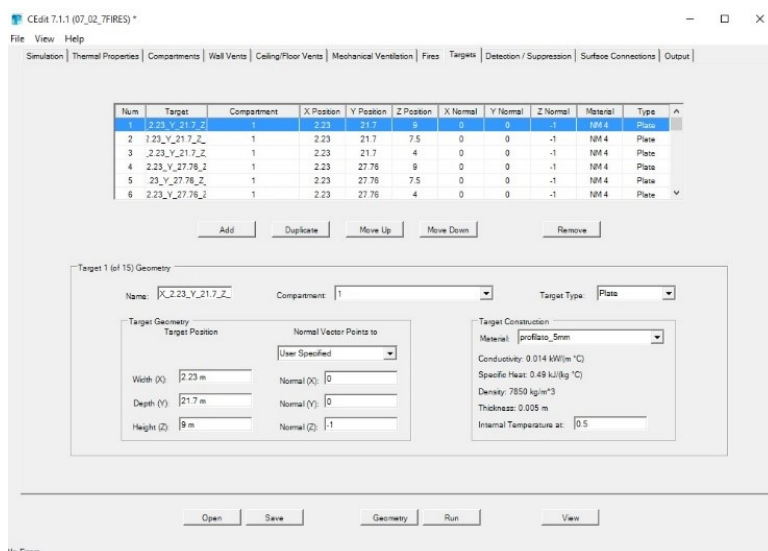 CEdit 7.1.1 (07_02_7FIRES) *
File View Help
Simulation Thermal Properties Compartments Wall Vents Ceiling/Floor Vents Mechanical Ventilation Fires Targets Detection / Suppression Surface Connections Output
Num Target Compartment X Position Y Position Z Position X Normal Y Normal Z Normal Material Type
1 _2.23_Y_21.7_Z 1 2.23 21.7 9 0 0 -1 NM 4 Plate
2 2.23_Y_21.7_Z_ 1 2.23 21.7 7.5 0 0 -1 NM 4 Plate
3 _2.23_Y_21.7_Z 1 2.23 21.7 4 0 0 -1 NM 4 Plate
4 2.23_Y_27.76_Z 1 2.23 27.76 9 0 0 -1 NM 4 Plate
5 .23_Y_27.76_Z_ 1 2.23 27.76 7.5 0 0 -1 NM 4 Plate
6 2.23_Y_27.76_Z 1 2.23 27.76 4 0 0 -1 NM 4 Plate
Add Duplicate Move Up Move Down Remove
Target 1 (of 15) Geometry
Name: X_2.23_Y_21.7_Z_ Compartment: 1 Target Type: Plate
Target Geometry Target Construction
Target Position Normal Vector Points to Material: profilato_5mm
User Specified Conductivity: 0.014 kW/(m °C)
Width (X): 2.23 m Normal (X): 0 Specific Heat: 0.49 kJ/(kg °C)
Depth (Y): 21.7 m Normal (Y): 0 Density: 7850 kg/m^3
Thickness: 0.005 m
Height (Z): 9 m Normal (Z): -1 Internal Temperature at: 0.5
Open Save Geometry Run View